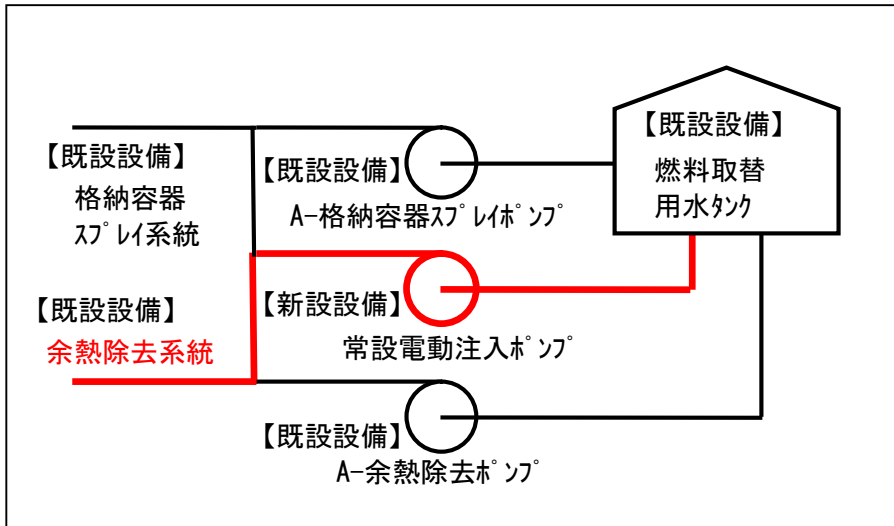 【既設設備】
格納容器
ｽﾌﾟﾚｲ系統
【既設設備】
A-格納容器ｽﾌﾟﾚｲﾎﾟﾝﾌﾟ
【既設設備】
燃料取替
用水ﾀﾝｸ
【既設設備】
余熱除去系統
【新設設備】
常設電動注入ﾎﾟﾝﾌﾟ
【既設設備】
A-余熱除去ﾎﾟﾝﾌﾟ